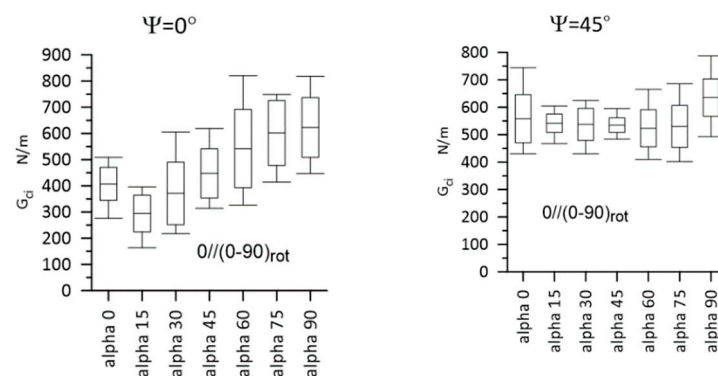 Ψ=0°
900
800
700
600
500
400
300
200
100
0
G_ci N/m
0//(0-90)rot
alpha 0
alpha 15
alpha 30
alpha 45
alpha 60
alpha 75
alpha 90
Ψ=45°
800
700
600
500
400
300
200
100
0
G_ci N/m
0//(0-90)rot
alpha 0
alpha 15
alpha 30
alpha 45
alpha 60
alpha 75
alpha 90